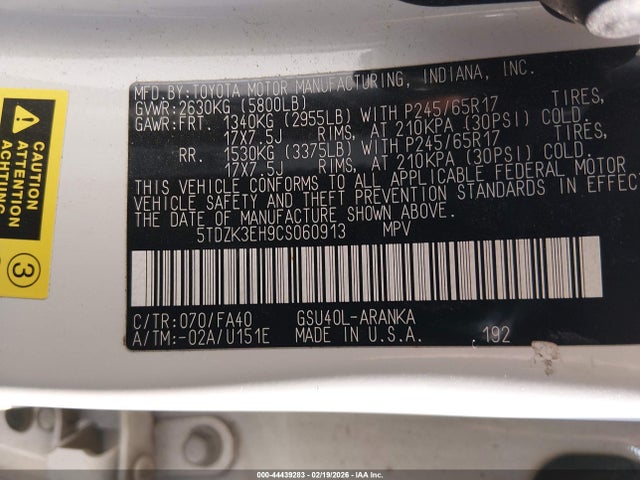 MFD.BY:TOYOTA MOTOR MANUFACTURING, INDIANA, INC.
GVWR:2630KG (5800LB)
GAWR:FRT. 1340KG (2955LB) WITH P245/65R17 TIRES,
17X7.5J RIMS, AT 210KPA (30PSI) COLD.
RR. 1530KG (3375LB) WITH P245/65R17 TIRES,
17X7.5J RIMS, AT 210KPA (30PSI) COLD.
THIS VEHICLE CONFORMS TO ALL APPLICABLE FEDERAL MOTOR
VEHICLE SAFETY AND THEFT PREVENTION STANDARDS IN EFFECT
THE DATE OF MANUFACTURE SHOWN ABOVE.
5TDZK3EH9CS060913 MPV
C/TR:070/FA40 GSU40L-ARANKA
A/TM:-02A/U151E MADE IN U.S.A. 192
CAUTION
3
000-44439283 - 02/19/2026 - IAA Inc.